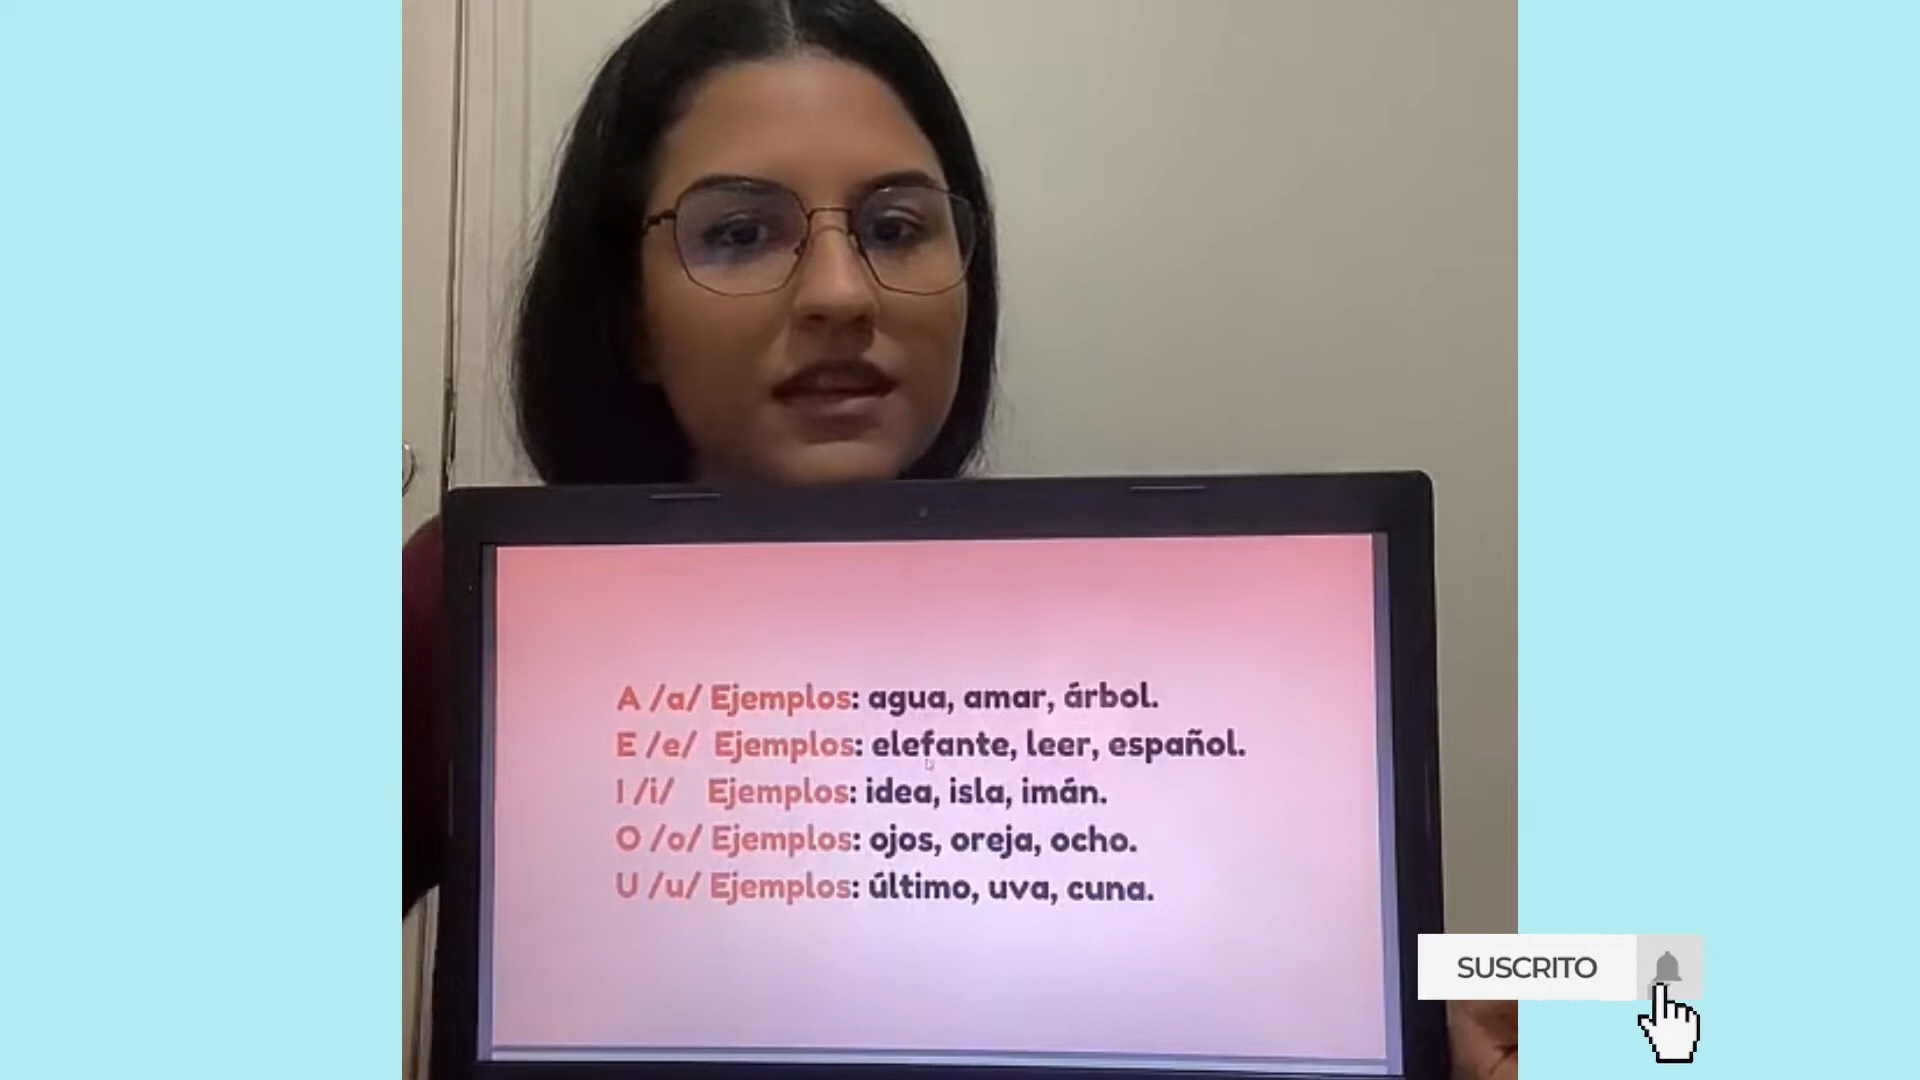 A /a/ Ejemplos: agua, amar, árbol.
E /e/ Ejemplos: elefante, leer, español.
I /i/ Ejemplos: idea, isla, imán.
O /o/ Ejemplos: ojos, oreja, ocho.
U /u/ Ejemplos: último, uva, cuna.
SUSCRITO